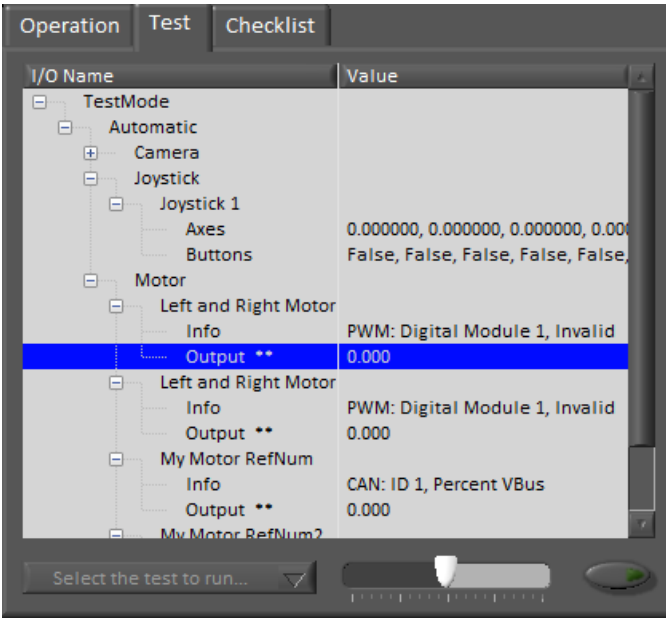 Operation Test Checklist
I/O Name Value
TestMode
Automatic
Camera
Joystick
Joystick 1
Axes 0.000000, 0.000000, 0.000000, 0.00
Buttons False, False, False, False, False,
Motor
Left and Right Motor
Info PWM: Digital Module 1, Invalid
Output ** 0.000
Left and Right Motor
Info PWM: Digital Module 1, Invalid
Output ** 0.000
My Motor RefNum
Info CAN: ID 1, Percent VBus
Output ** 0.000
My Motor RefNum2
Select the test to run...